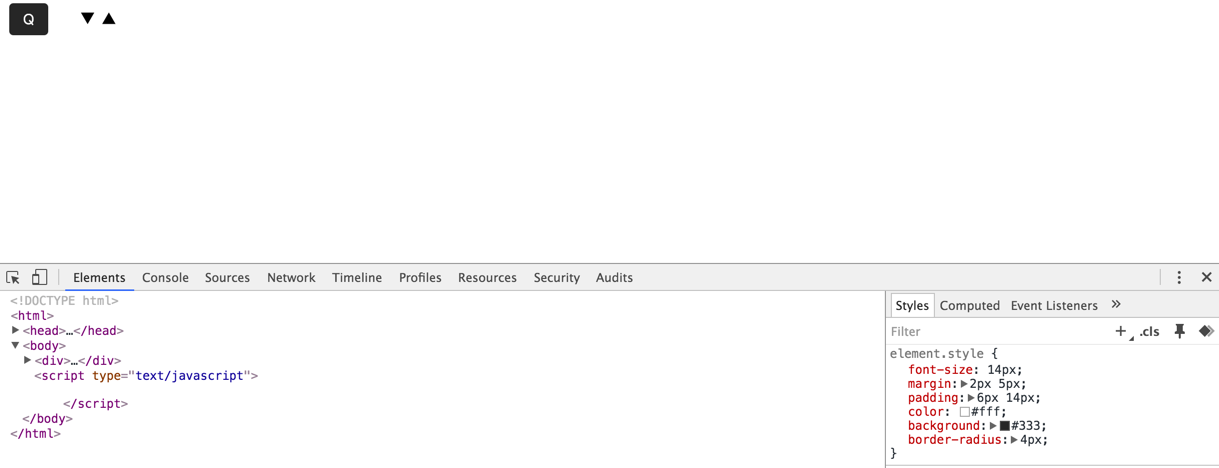 Q ▼ ▲
Elements Console Sources Network Timeline Profiles Resources Security Audits
<!DOCTYPE html>
<html>
▶<head>…</head>
▼<body>
▶<div>…</div>
<script type="text/javascript">
</script>
</body>
</html>
Styles Computed Event Listeners »
Filter + .cls
element.style {
font-size: 14px;
margin:▶2px 5px;
padding:▶6px 14px;
color: #fff;
background:▶#333;
border-radius:▶4px;
}